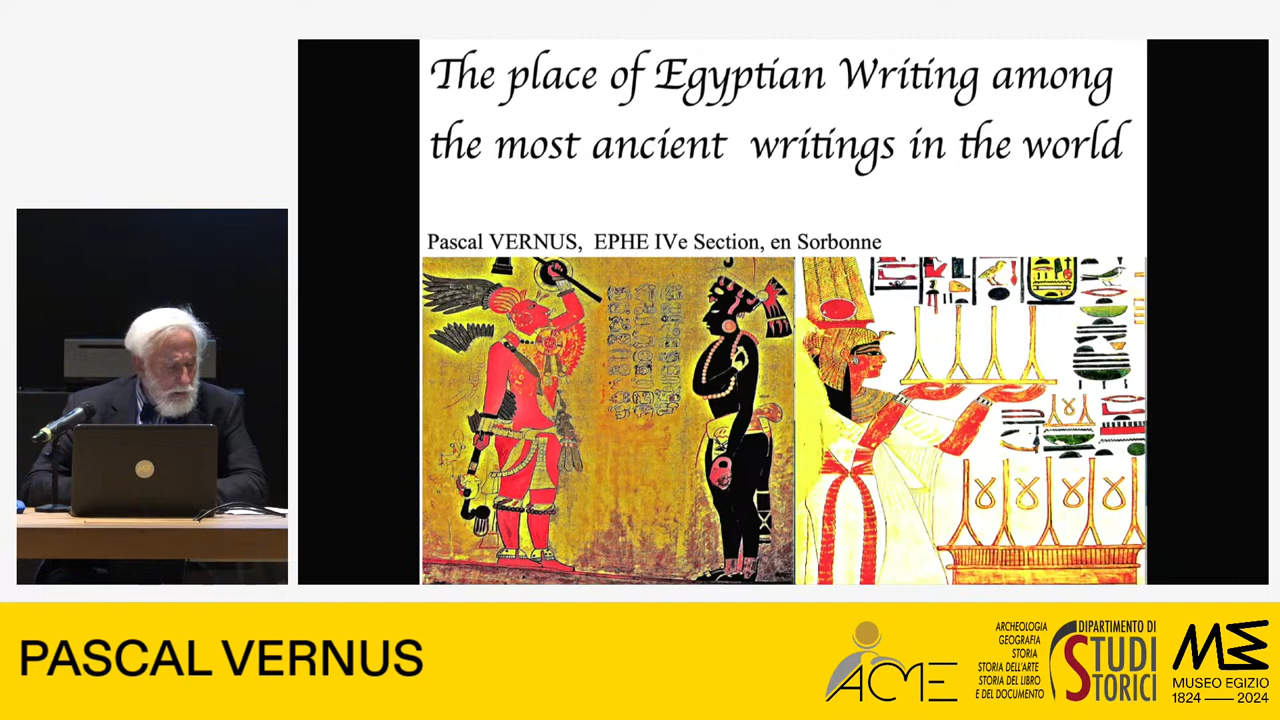 The place of Egyptian Writing among
the most ancient writings in the world
Pascal VERNUS, EPHE IVe Section, en Sorbonne
PASCAL VERNUS
ACME
ARCHEOLOGIA
GEOGRAFIA
STORIA
STORIA DELL'ARTE
STORIA DEL LIBRO
E DEL DOCUMENTO
DIPARTIMENTO DI
STUDI
STORICI
ME
MUSEO EGIZIO
1824 — 2024